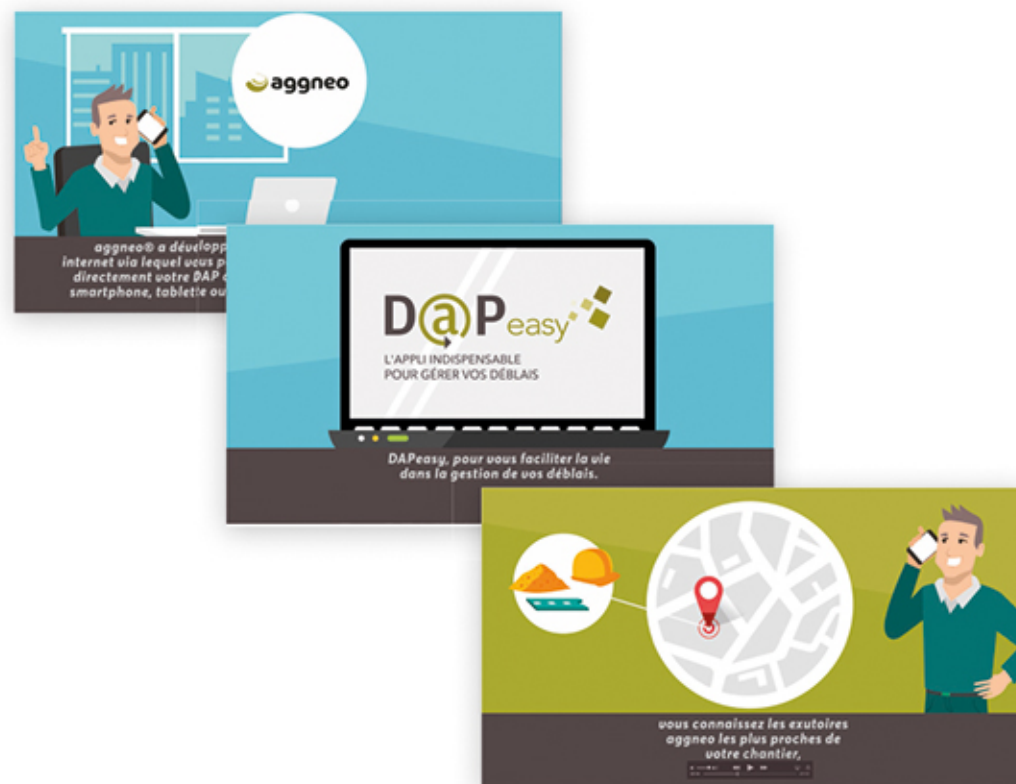 aggneo
aggneo® a développ
internet via lequel vous p
directement votre DAP
smartphone, tablette ou
D@Peasy
L'APPLI INDISPENSABLE
POUR GÉRER VOS DÉBLAIS
DAPeasy, pour vous faciliter la vie
dans la gestion de vos déblais.
vous connaissez les exutoires
aggneo les plus proches de
votre chantier,